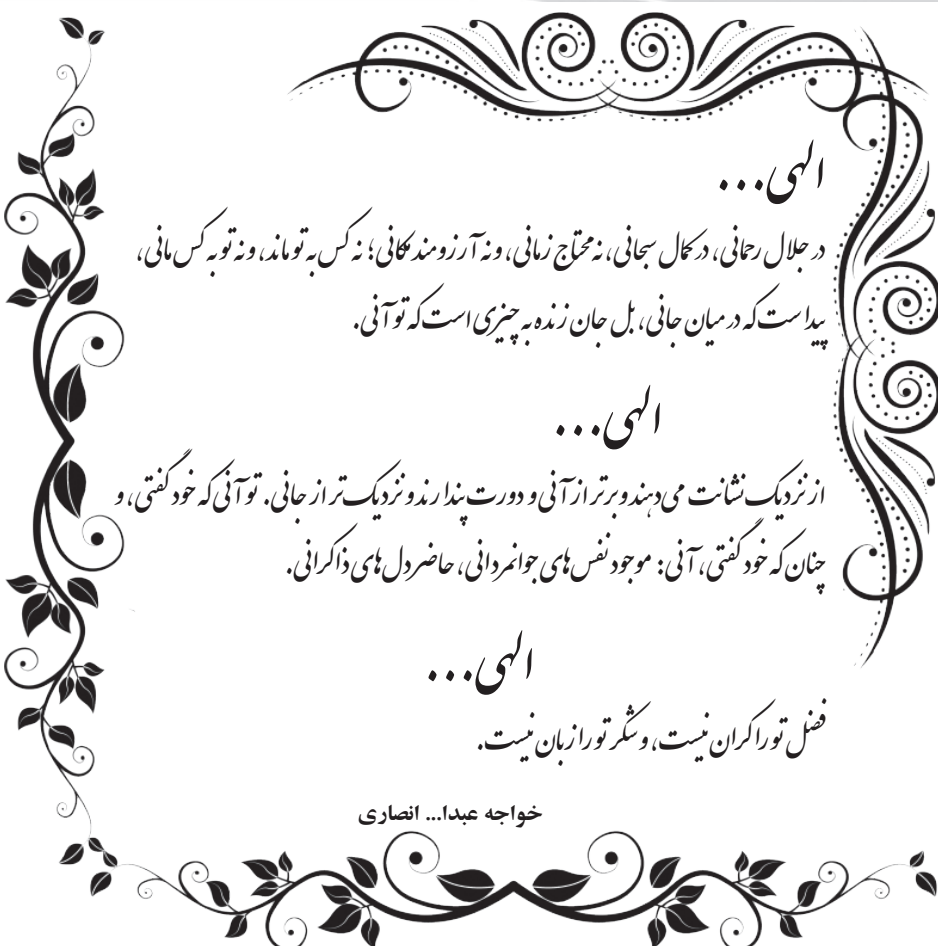 الهی...
در جلال رحمانی، در کمال سبحانی، نه محتاج زمانی، و نه آرزومند مکانی؛ نه کس به تو ماند، و نه تو به کس مانی،
پیداست که در میان جانی، بل جان زنده به چیزی است که تو آنی.
الهی...
از نزدیک نشانت می‌دهند و برتر از آنی و دورت پندارند و نزدیک‌تر از جانی. تو آنی که خود گفتی، و
چنان که خود گفتی، آنی: موجود نفس‌های جوانمردانی، حاضر دل‌های ذاکرانی.
الهی...
فضل تو را کران نیست، و شکر تو را زبان نیست.
خواجه عبدا... انصاری